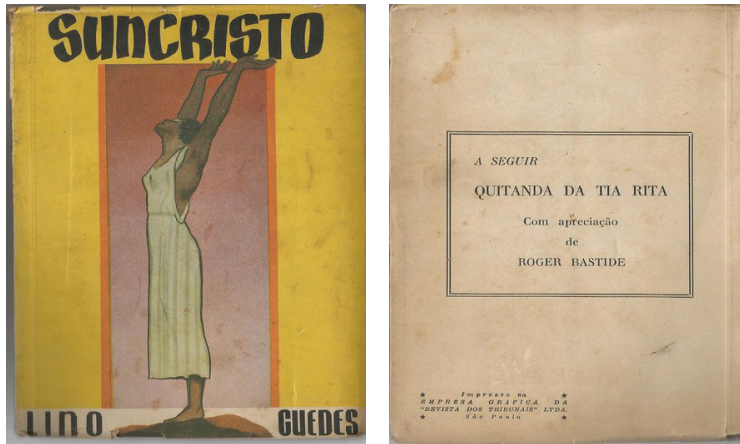 SUNCRISTO
LINO GUEDES
A SEGUIR
QUITANDA DA TIA RITA
Com apreciação
de
ROGER BASTIDE
★ Impresso na ★
EMPRESA GRÁFICA DA
"REVISTA DOS TRIBUNAIS" LTDA.
★ São Paulo ★